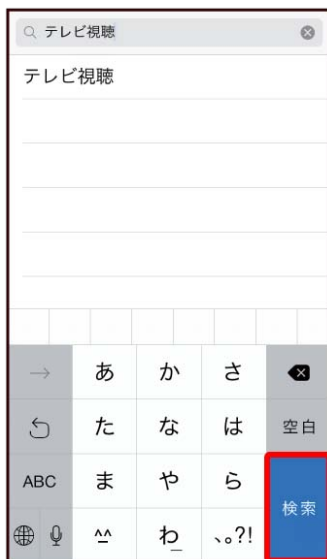 テレビ視聴
テレビ視聴
→ あ か さ
た な は 空白
ABC ま や ら 検索
^^ わ_ 、。?!